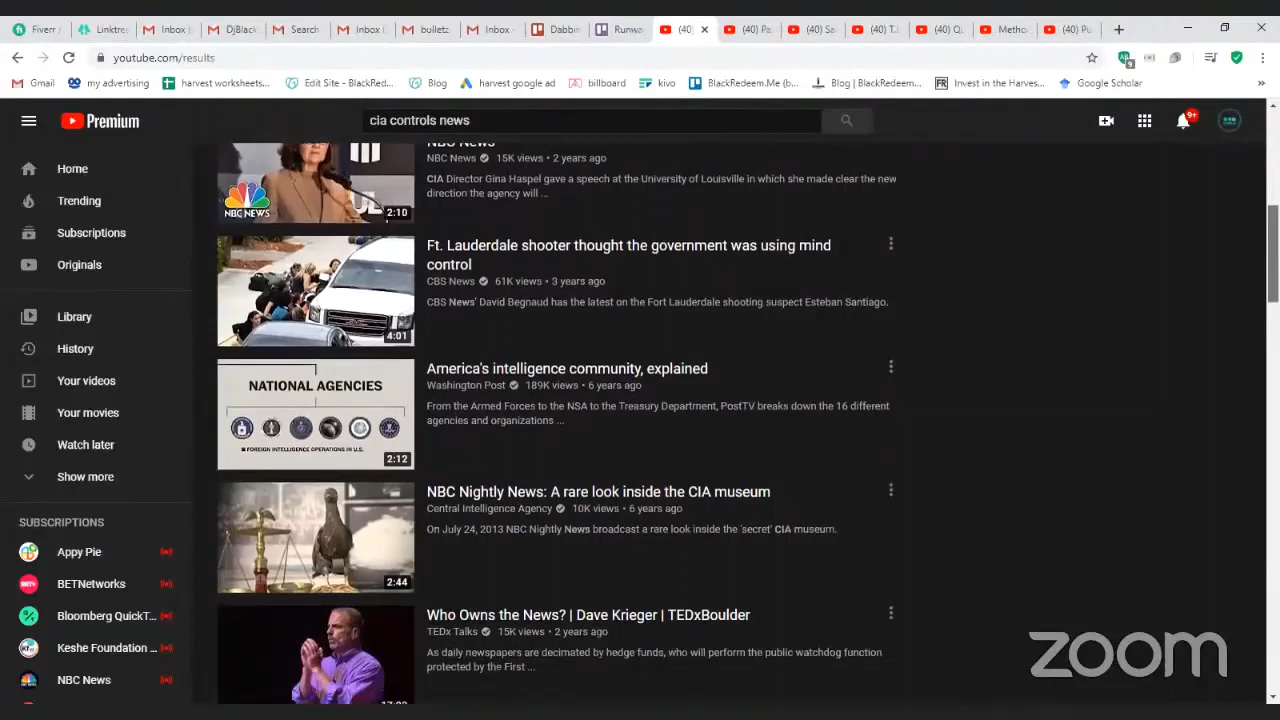 Fiverr /
Linktree
Inbox (
DjBlack
Search
Inbox (
bulletz
Inbox
Dabbe
Runwa
(40)
(40) Pa
(40) Sa
(40) T.I
(40) Q
Metho
(40) Pu
youtube.com/results
Gmail
my advertising
harvest worksheets...
Edit Site - BlackRed...
Blog
harvest google ad
billboard
kivo
BlackRedeem.Me (b...
Blog | BlackRedeem...
Invest in the Harves...
Google Scholar
Premium
cia controls news
9+
Home
Trending
Subscriptions
Originals
Library
History
Your videos
Your movies
Watch later
Show more
SUBSCRIPTIONS
Appy Pie
BETNetworks
Bloomberg QuickT...
Keshe Foundation ...
NBC News
NBC News
NBC News 15K views • 2 years ago
CIA Director Gina Haspel gave a speech at the University of Louisville in which she made clear the new
direction the agency will ...
NBC NEWS
UL
2:10
Ft. Lauderdale shooter thought the government was using mind
control
CBS News 61K views • 3 years ago
CBS News' David Begnaud has the latest on the Fort Lauderdale shooting suspect Esteban Santiago.
4:01
NATIONAL AGENCIES
FOREIGN INTELLIGENCE OPERATIONS IN U.S.
2:12
America's intelligence community, explained
Washington Post 189K views • 6 years ago
From the Armed Forces to the NSA to the Treasury Department, PostTV breaks down the 16 different
agencies and organizations ...
NBC Nightly News: A rare look inside the CIA museum
Central Intelligence Agency 10K views • 6 years ago
On July 24, 2013 NBC Nightly News broadcast a rare look inside the 'secret' CIA museum.
2:44
Who Owns the News? | Dave Krieger | TEDxBoulder
TEDx Talks 15K views • 2 years ago
As daily newspapers are decimated by hedge funds, who will perform the public watchdog function
protected by the First ...
zoom